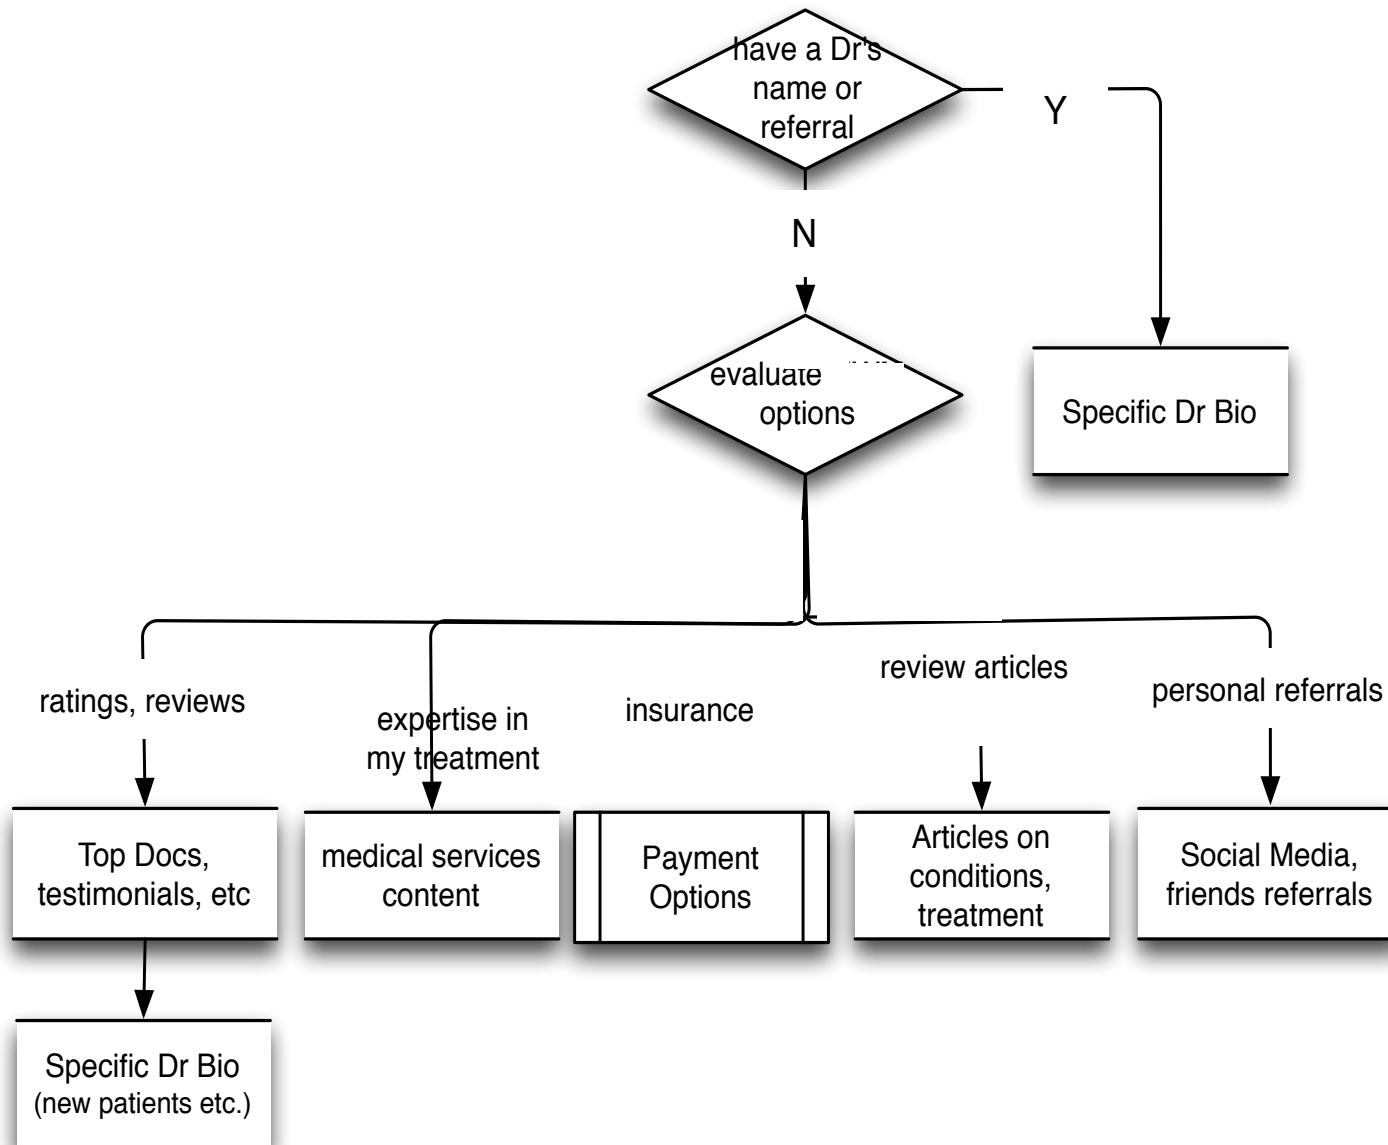 have a Dr's
name or
referral
Y
N
evaluate
options
Specific Dr Bio
ratings, reviews
expertise in
my treatment
insurance
review articles
personal referrals
Top Docs,
testimonials, etc
medical services
content
Payment
Options
Articles on
conditions,
treatment
Social Media,
friends referrals
Specific Dr Bio
(new patients etc.)